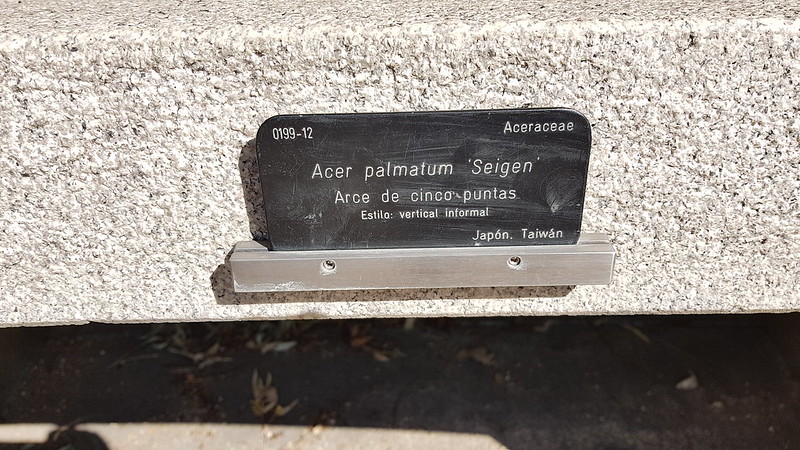 0199-12 Aceraceae
Acer palmatum 'Seigen'
Arce de cinco puntas
Estilo: vertical informal
Japón, Taiwán